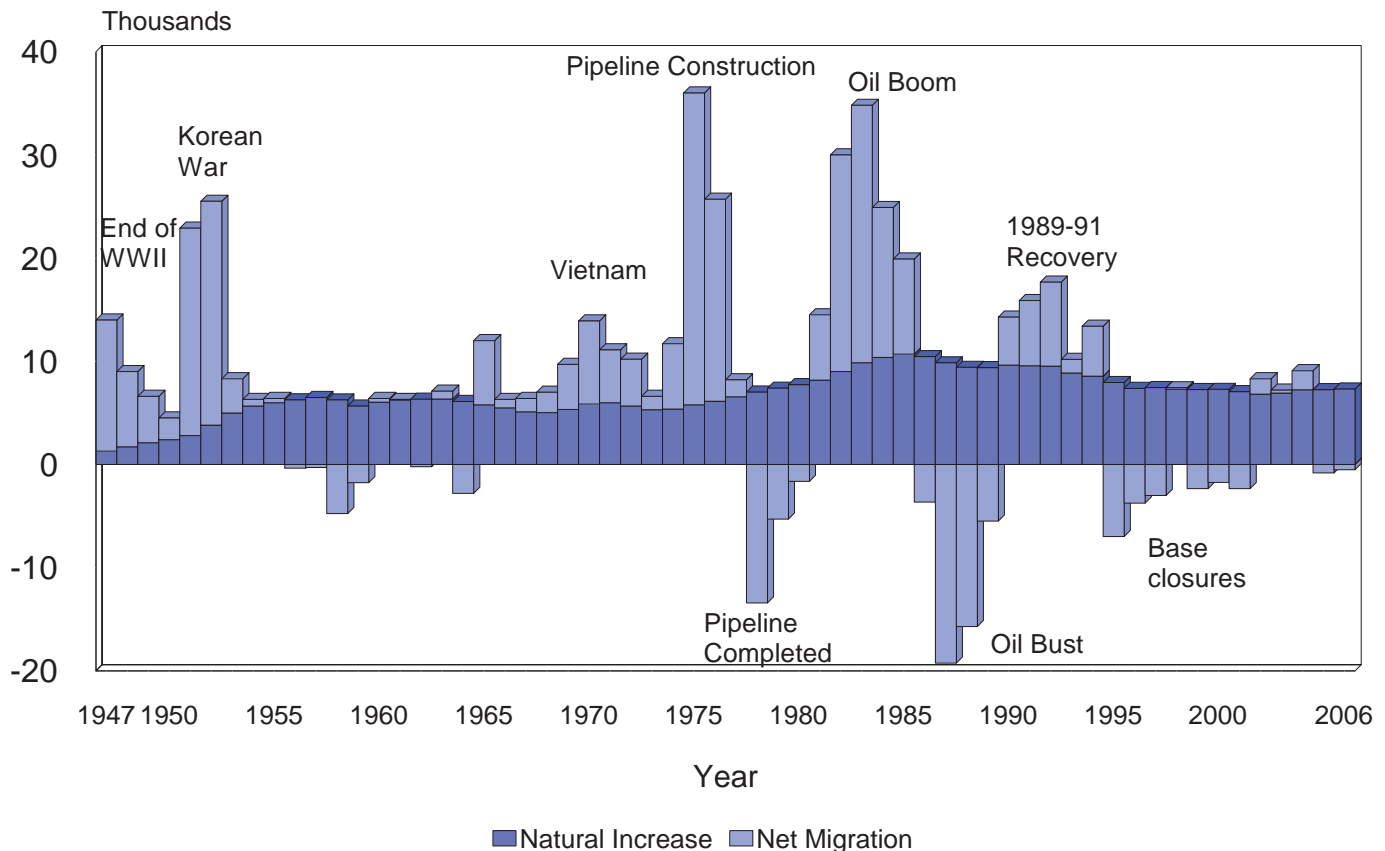 Thousands
40
30
20
10
0
-10
-20
End of
WWII
Korean
War
Vietnam
Pipeline Construction
Pipeline
Completed
Oil Boom
Oil Bust
1989-91
Recovery
Base
closures
1947 1950 1955 1960 1965 1970 1975 1980 1985 1990 1995 2000 2006
Year
Natural Increase Net Migration